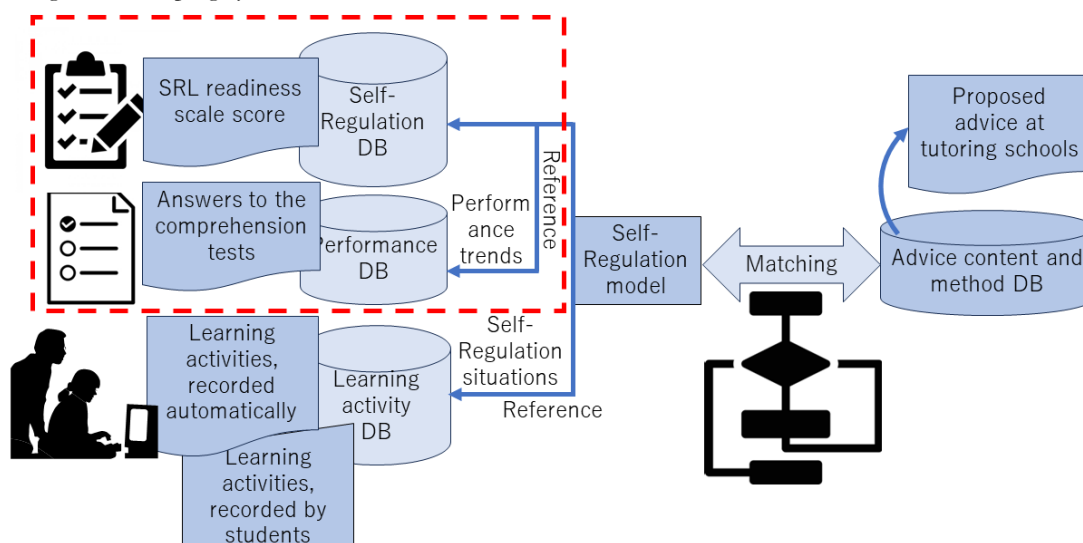 SRL readiness
scale score
Self-
Regulation
DB
Answers to the
comprehension
tests
Performance
DB
Perform
ance
trends
Reference
Learning
activities,
recorded
automatically
Learning
activity
DB
Learning
activities,
recorded by
students
Self-
Regulation
situations
Reference
Self-
Regulation
model
Matching
Proposed
advice at
tutoring schools
Advice content and
method DB